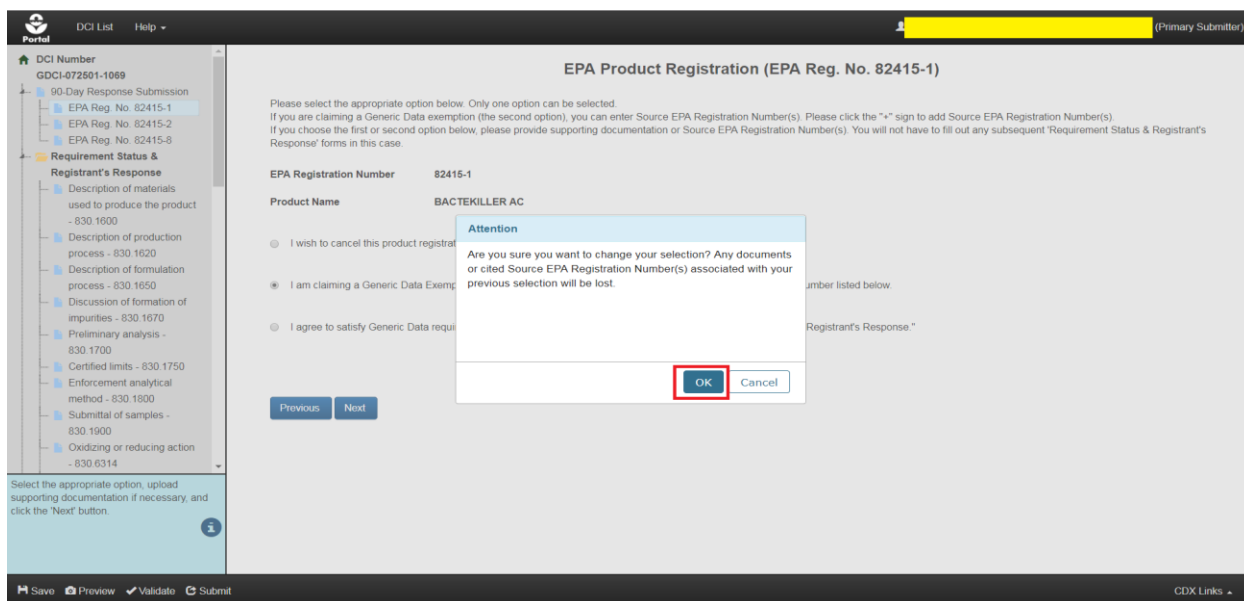 Portal
DCI List Help
(Primary Submitter)
DCI Number
GDCI-072501-1069
90-Day Response Submission
EPA Reg. No. 82415-1
EPA Reg. No. 82415-2
EPA Reg. No. 82415-8
Requirement Status &
Registrant's Response
Description of materials
used to produce the product
- 830.1600
Description of production
process - 830.1620
Description of formulation
process - 830.1650
Discussion of formation of
impurities - 830.1670
Preliminary analysis -
830.1700
Certified limits - 830.1750
Enforcement analytical
method - 830.1800
Submittal of samples -
830.1900
Oxidizing or reducing action
- 830.6314
Select the appropriate option, upload
supporting documentation if necessary, and
click the 'Next' button.
i
EPA Product Registration (EPA Reg. No. 82415-1)
Please select the appropriate option below. Only one option can be selected.
If you are claiming a Generic Data exemption (the second option), you can enter Source EPA Registration Number(s). Please click the "+" sign to add Source EPA Registration Number(s).
If you choose the first or second option below, please provide supporting documentation or Source EPA Registration Number(s). You will not have to fill out any subsequent 'Requirement Status & Registrant's
Response' forms in this case.
EPA Registration Number 82415-1
Product Name BACTEKILLER AC
I wish to cancel this product registrat
I am claiming a Generic Data Exemp umber listed below.
I agree to satisfy Generic Data requi Registrant's Response."
Attention
Are you sure you want to change your selection? Any documents
or cited Source EPA Registration Number(s) associated with your
previous selection will be lost.
OK Cancel
Previous Next
Save Preview Validate Submit CDX Links